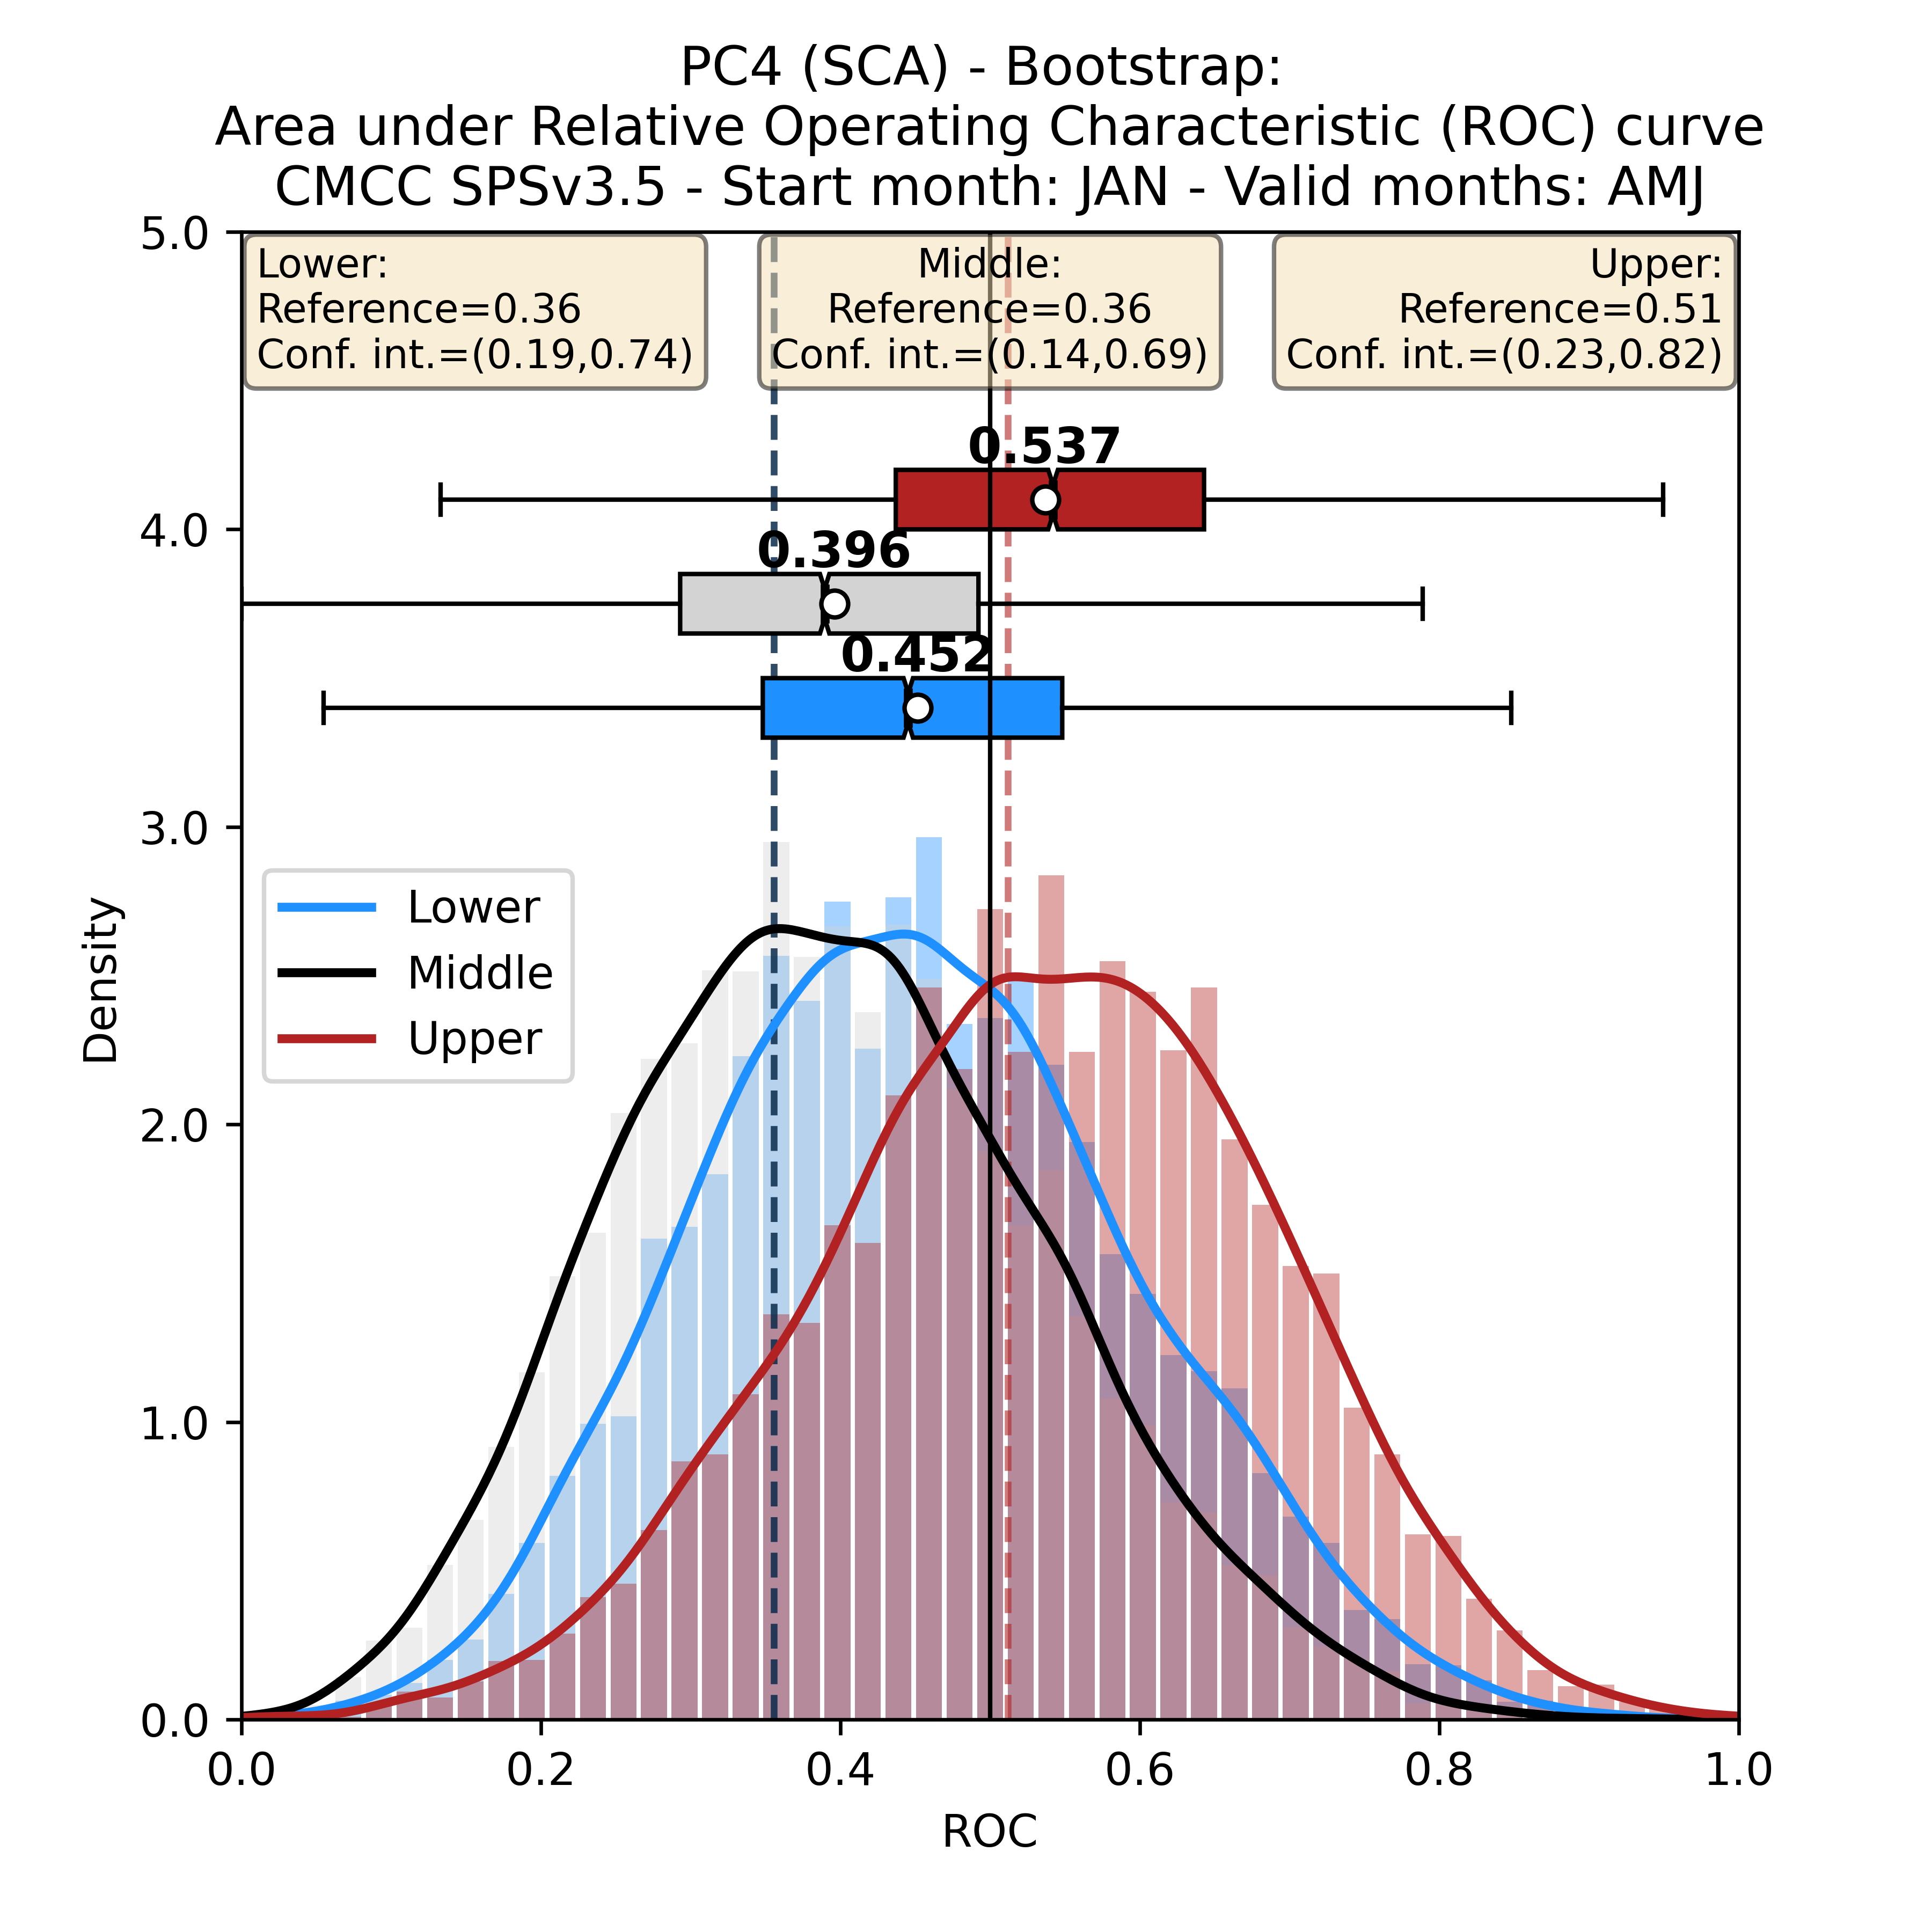 PC4 (SCA) - Bootstrap:
Area under Relative Operating Characteristic (ROC) curve
CMCC SPSv3.5 - Start month: JAN - Valid months: AMJ
Lower:
Reference=0.36
Conf. int.=(0.19,0.74)
Middle:
Reference=0.36
Conf. int.=(0.14,0.69)
Upper:
Reference=0.51
Conf. int.=(0.23,0.82)
0.537
0.396
0.452
Lower
Middle
Upper
Density
5.0
4.0
3.0
2.0
1.0
0.0
0.0
0.2
0.4
0.6
0.8
1.0
ROC